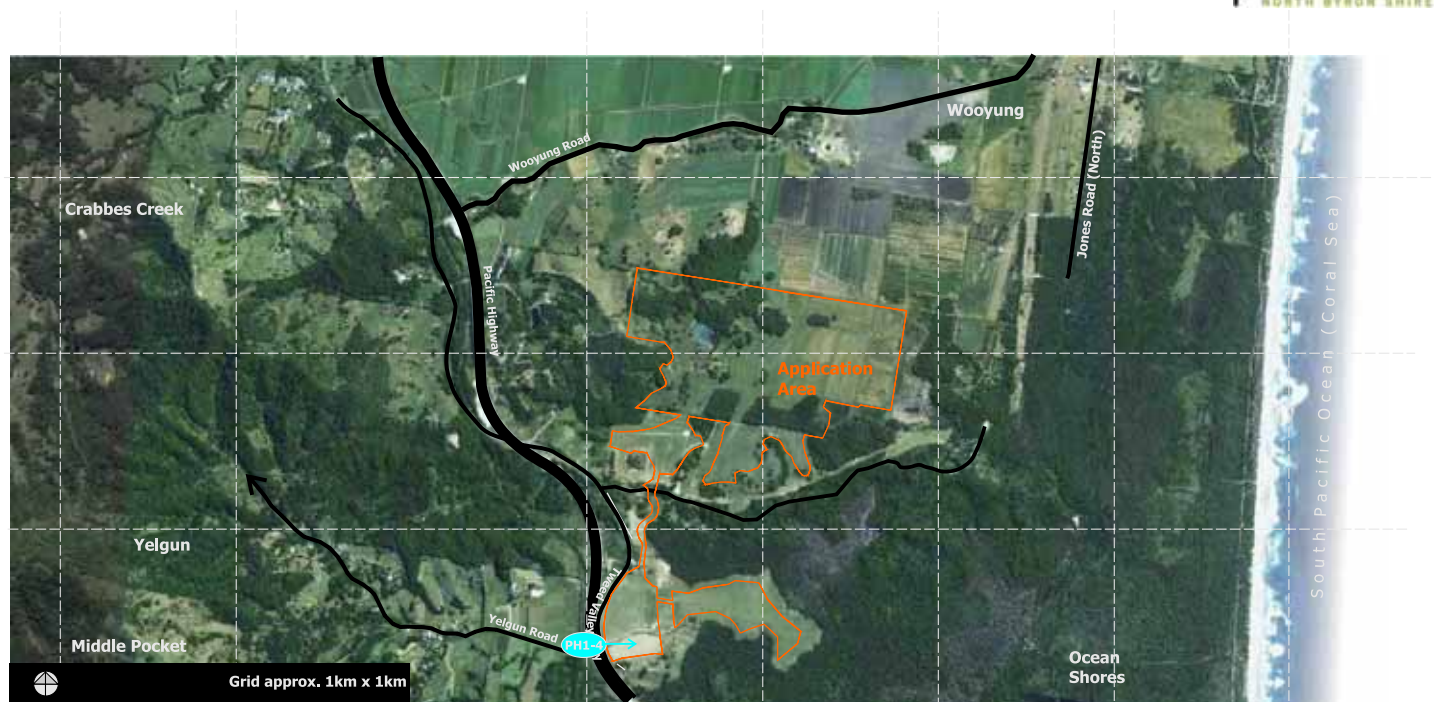 NORTH BYRON SHIRE
Wooyung
Wooyung Road
Jones Road (North)
Crabbes Creek
South Pacific Ocean (Coral Sea)
Pacific Highway
Application
Area
Yelgun
Tweed Valley
Yelgun Road
PH1-4
Middle Pocket
Ocean
Shores
Grid approx. 1km x 1km